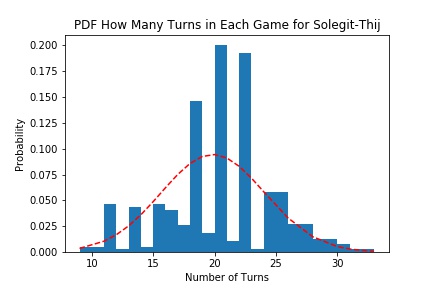 PDF How Many Turns in Each Game for Solegit-Thij
0.200
0.175
0.150
0.125
0.100
0.075
0.050
0.025
0.000
Probability
10 15 20 25 30
Number of Turns